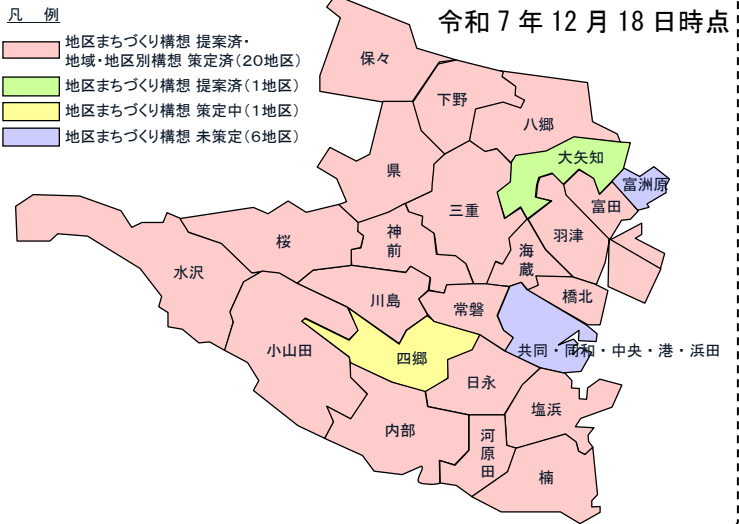 凡 例
令和7年12月18日時点
地区まちづくり構想 提案済・
地域・地区別構想 策定済(20地区)
地区まちづくり構想 提案済(1地区)
地区まちづくり構想 策定中(1地区)
地区まちづくり構想 未策定(6地区)
保々
下野
八郷
大矢知
県
富洲原
富田
三重
神前
羽津
桜
海蔵
水沢
川島
橋北
常磐
小山田
四郷
共同・同和・中央・港・浜田
日永
塩浜
内部
河原田
楠